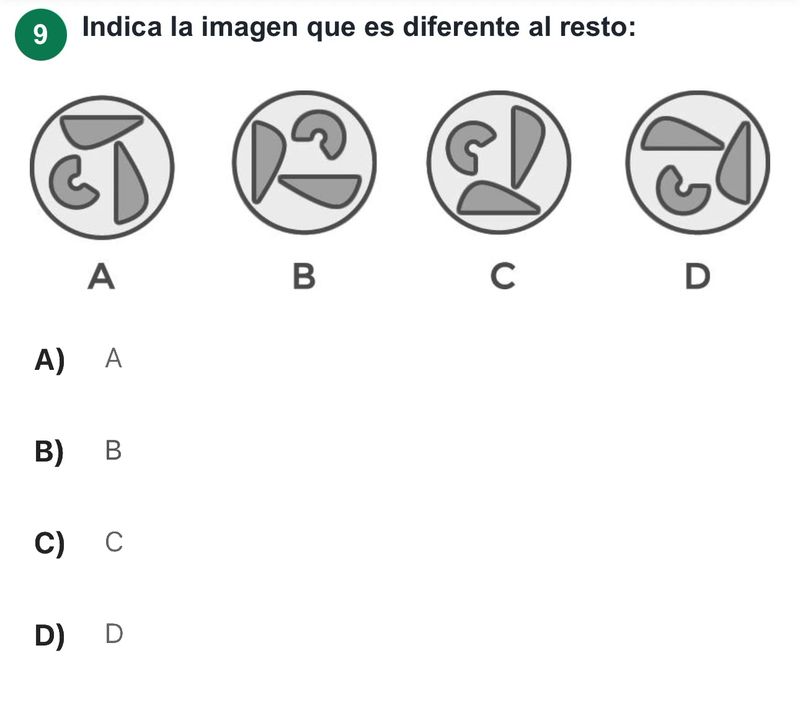 9 Indica la imagen que es diferente al resto:
A B C D
A) A
B) B
C) C
D) D